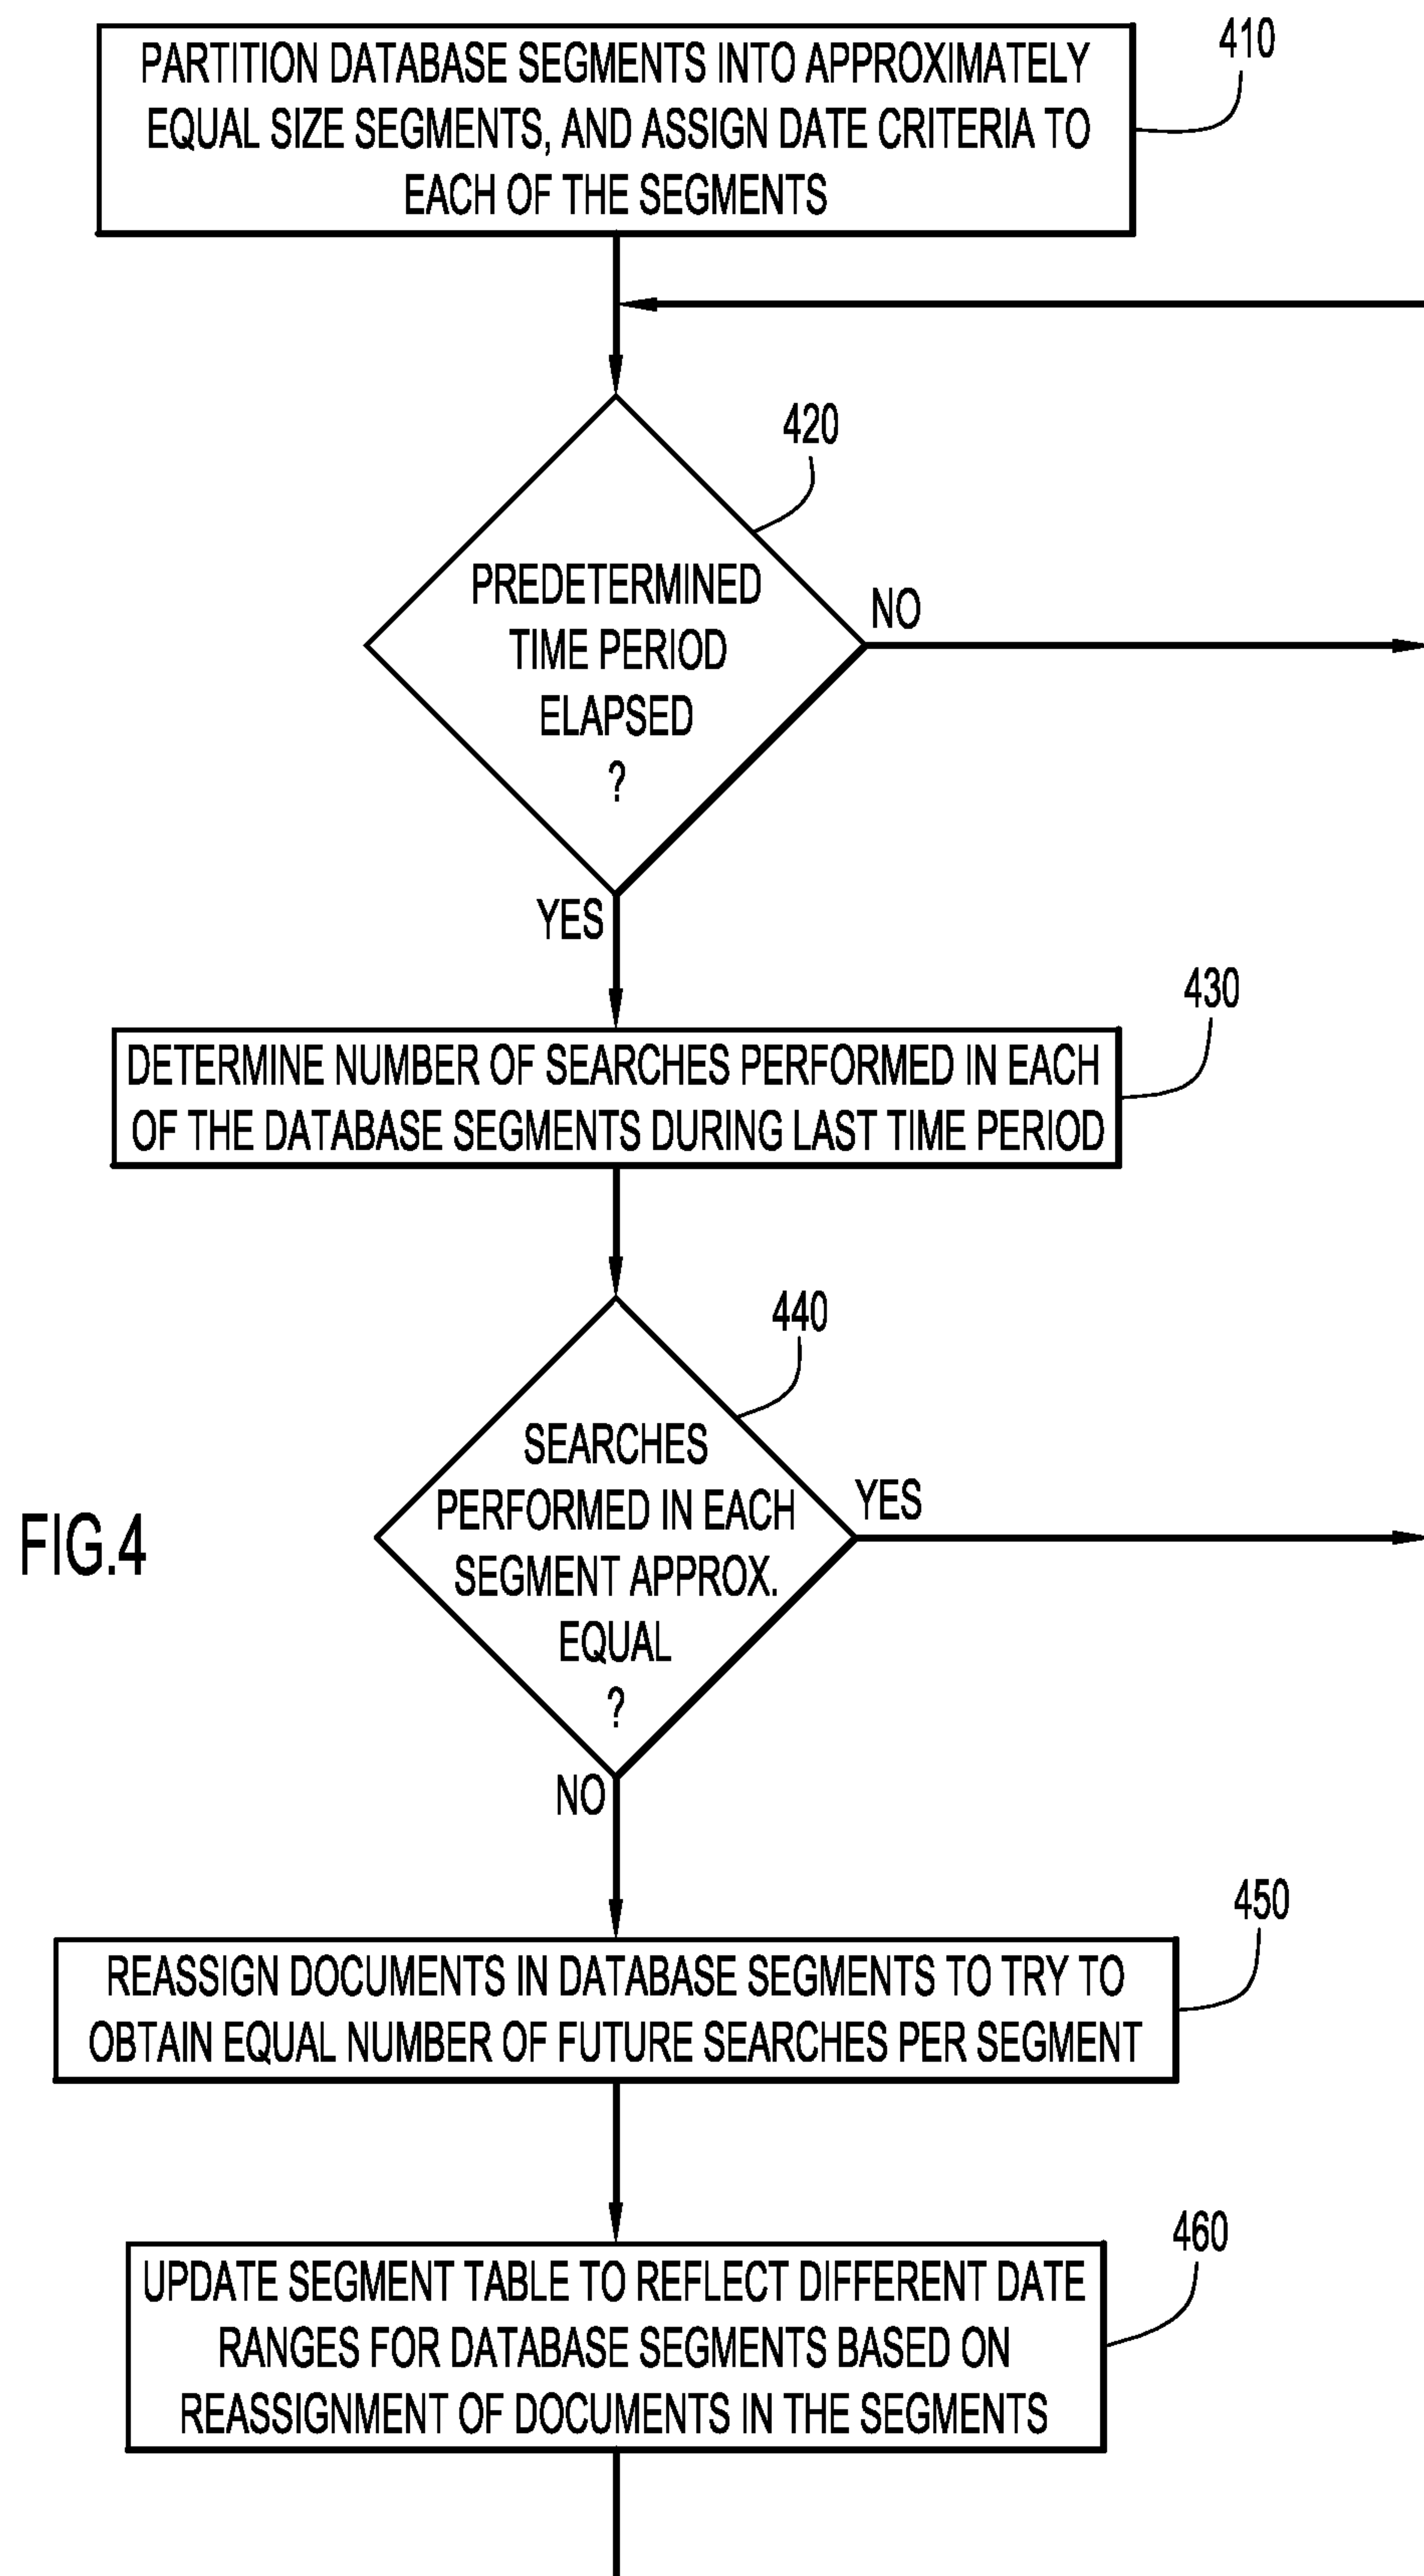 410
PARTITION DATABASE SEGMENTS INTO APPROXIMATELY
EQUAL SIZE SEGMENTS, AND ASSIGN DATE CRITERIA TO
EACH OF THE SEGMENTS
420
PREDETERMINED
TIME PERIOD
ELAPSED
?
NO
YES
430
DETERMINE NUMBER OF SEARCHES PERFORMED IN EACH
OF THE DATABASE SEGMENTS DURING LAST TIME PERIOD
440
SEARCHES
PERFORMED IN EACH
SEGMENT APPROX.
EQUAL
?
YES
FIG.4
NO
450
REASSIGN DOCUMENTS IN DATABASE SEGMENTS TO TRY TO
OBTAIN EQUAL NUMBER OF FUTURE SEARCHES PER SEGMENT
460
UPDATE SEGMENT TABLE TO REFLECT DIFFERENT DATE
RANGES FOR DATABASE SEGMENTS BASED ON
REASSIGNMENT OF DOCUMENTS IN THE SEGMENTS